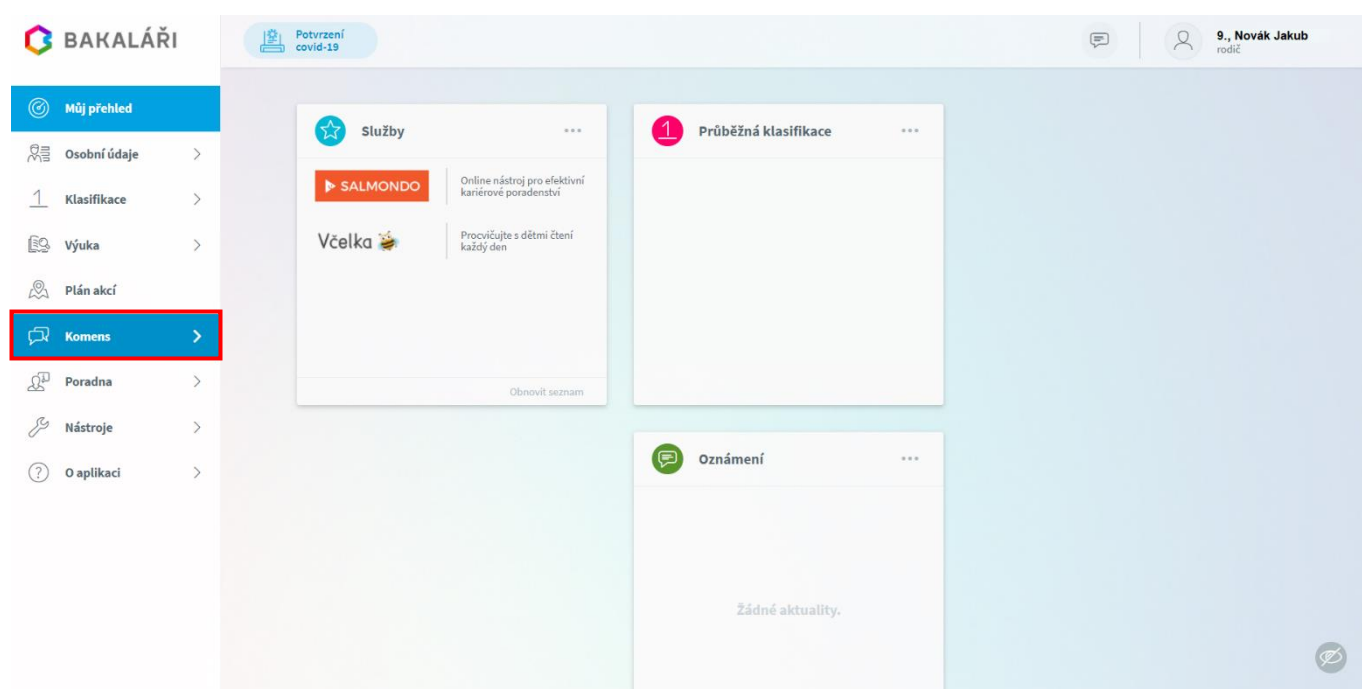 BAKALÁŘI
Potvrzení
covid-19
9., Novák Jakub
rodič
Můj přehled
Osobní údaje
Klasifikace
Výuka
Plán akcí
Komens
Poradna
Nástroje
O aplikaci
Služby
SALMONDO
Online nástroj pro efektivní
kariérové poradenství
Včelka
Procvičujte s dětmi čtení
každý den
Obnovit seznam
1 Průběžná klasifikace
Oznámení
Žádné aktuality.